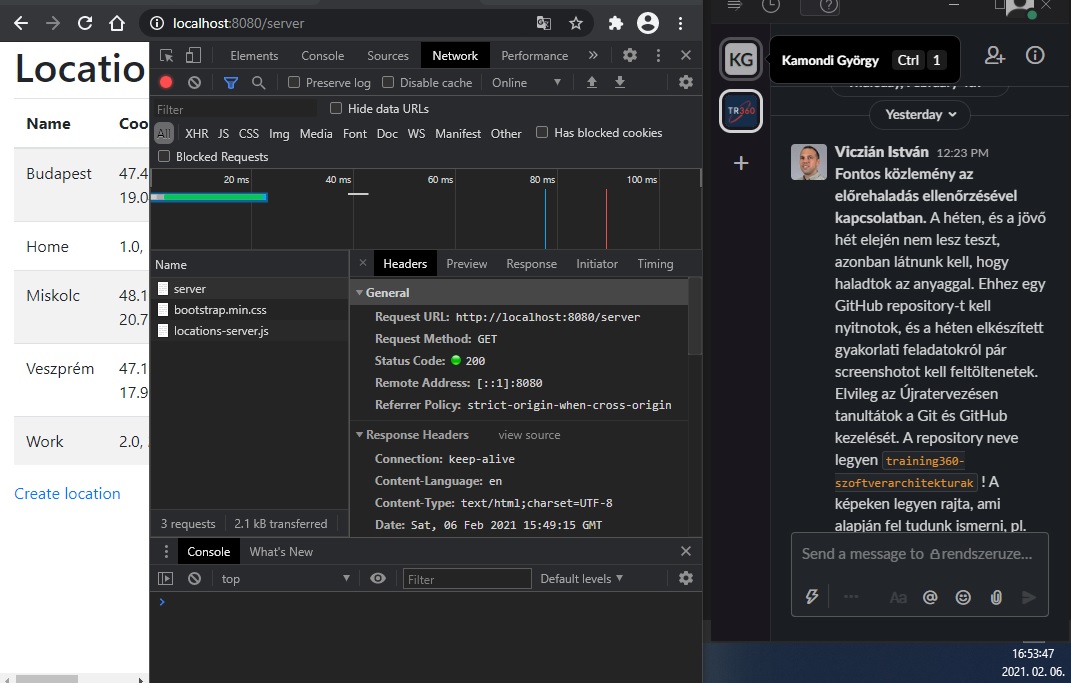 localhost:8080/server
Locatio
Name Coo
Budapest 47.4
19.0
Home 1.0,
Miskolc 48.1
20.7
Veszprém 47.1
17.9
Work 2.0,
Create location
Elements Console Sources Network Performance »
Preserve log Disable cache Online
Filter Hide data URLs
All XHR JS CSS Img Media Font Doc WS Manifest Other Has blocked cookies
Blocked Requests
20 ms 40 ms 60 ms 80 ms 100 ms
Name
server
bootstrap.min.css
locations-server.js
3 requests 2.1 kB transferred
× Headers Preview Response Initiator Timing
General
Request URL: http://localhost:8080/server
Request Method: GET
Status Code: 200
Remote Address: [::1]:8080
Referrer Policy: strict-origin-when-cross-origin
Response Headers view source
Connection: keep-alive
Content-Language: en
Content-Type: text/html;charset=UTF-8
Date: Sat, 06 Feb 2021 15:49:15 GMT
Console What's New
top Filter Default levels
KG
Kamondi György Ctrl 1
TR360
Yesterday
Viczián István 12:23 PM
Fontos közlemény az
előrehaladás ellenőrzésével
kapcsolatban. A héten, és a jövő
hét elején nem lesz teszt,
azonban látnunk kell, hogy
haladtok az anyaggal. Ehhez egy
GitHub repository-t kell
nyitnotok, és a héten elkészített
gyakorlati feladatokról pár
screenshotot kell feltöltenetek.
Elvileg az Újratervezésen
tanultátok a Git és GitHub
kezelését. A repository neve
legyen training360-
szoftverarchitekturak ! A
képeken legyen rajta, ami
alapján fel tudunk ismerni, pl.
Send a message to rendszeruze...
Aa @
16:53:47
2021. 02. 06.